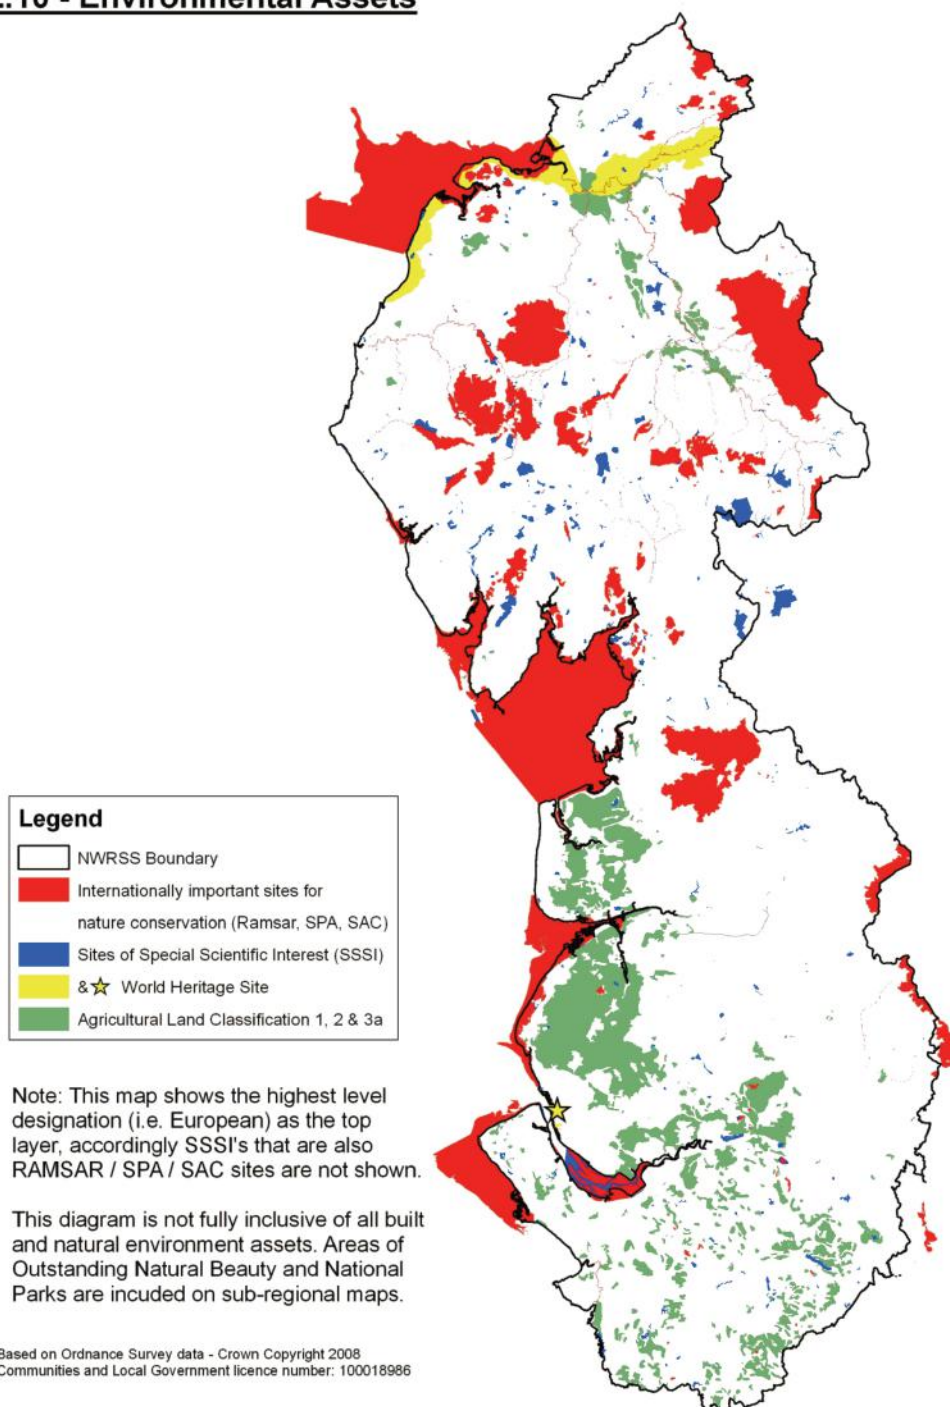 - Environmental Assets
Legend
NWRSS Boundary
Internationally important sites for
nature conservation (Ramsar, SPA, SAC)
Sites of Special Scientific Interest (SSSI)
& World Heritage Site
Agricultural Land Classification 1, 2 & 3a
Note: This map shows the highest level
designation (i.e. European) as the top
layer, accordingly SSSI's that are also
RAMSAR / SPA / SAC sites are not shown.
This diagram is not fully inclusive of all built
and natural environment assets. Areas of
Outstanding Natural Beauty and National
Parks are incuded on sub-regional maps.
Based on Ordnance Survey data - Crown Copyright 2008
Communities and Local Government licence number: 100018986